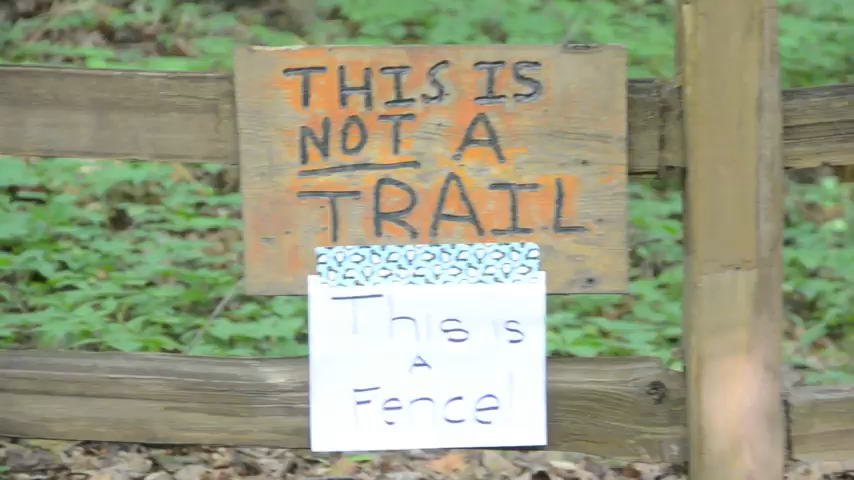 THIS IS
NOT A
TRAIL
This is
A
Fence!